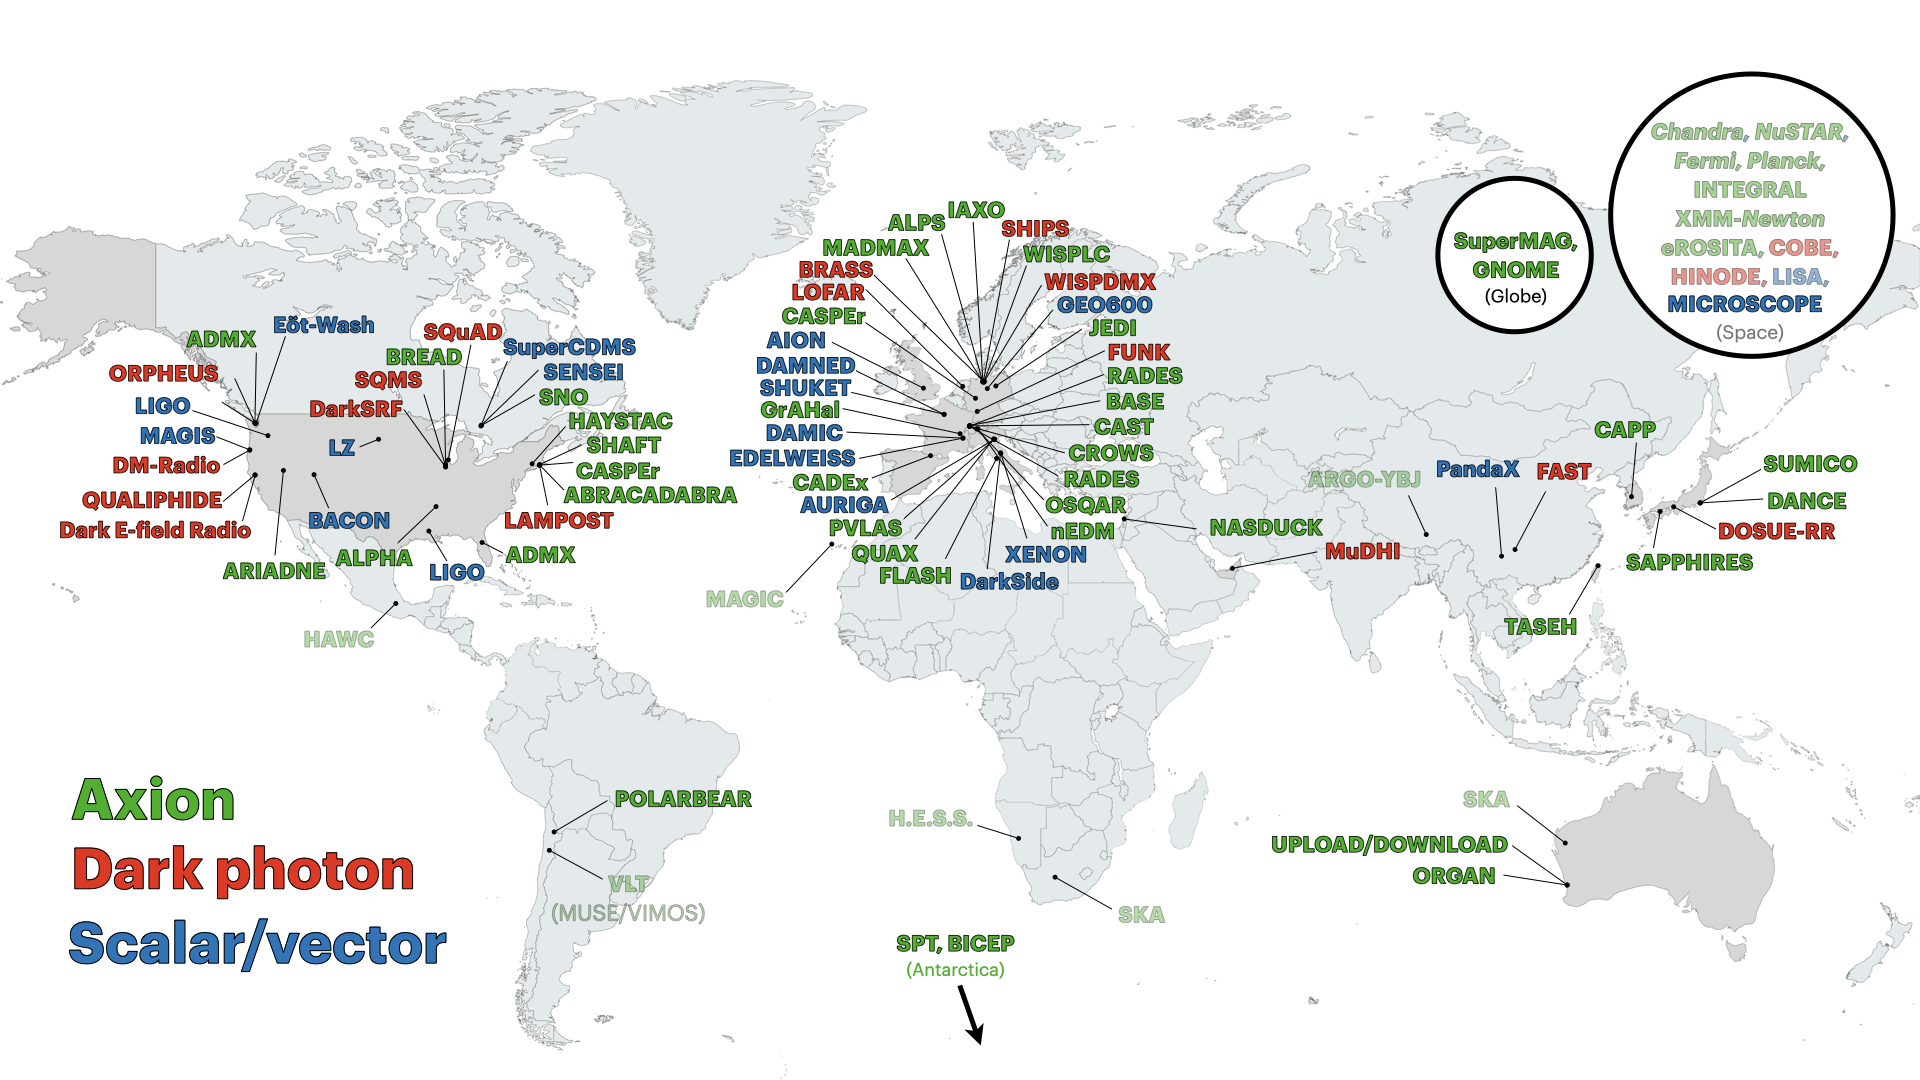 Chandra, NuSTAR,
Fermi, Planck,
INTEGRAL
XMM-Newton
eROSITA, COBE,
HINODE, LISA,
MICROSCOPE
(Space)
SuperMAG,
GNOME
(Globe)
ADMX
Eöt-Wash
ORPHEUS
LIGO
MAGIS
DM-Radio
QUALIPHIDE
Dark E-field Radio
ARIADNE
BACON
LZ
SQuAD
BREAD
SQMS
DarkSRF
SuperCDMS
SENSEI
SNO
HAYSTAC
SHAFT
CASPEr
ABRACADABRA
LAMPOST
ALPHA
LIGO
ADMX
HAWC
IAXO
ALPS
SHIPS
MADMAX
WISPLC
BRASS
WISPDMX
LOFAR
GEO600
CASPEr
JEDI
AION
FUNK
DAMNED
RADES
SHUKET
BASE
GrAHal
CAST
DAMIC
CROWS
EDELWEISS
RADES
CADEx
OSQAR
AURIGA
nEDM
PVLAS
XENON
QUAX
DarkSide
FLASH
MAGIC
NASDUCK
MuDHI
ARGO-YBJ
PandaX
FAST
CAPP
SUMICO
DANCE
DOSUE-RR
SAPPHIRES
TASEH
POLARBEAR
VLT
(MUSE/VIMOS)
H.E.S.S.
SKA
SKA
UPLOAD/DOWNLOAD
ORGAN
SPT, BICEP
(Antarctica)
Axion
Dark photon
Scalar/vector